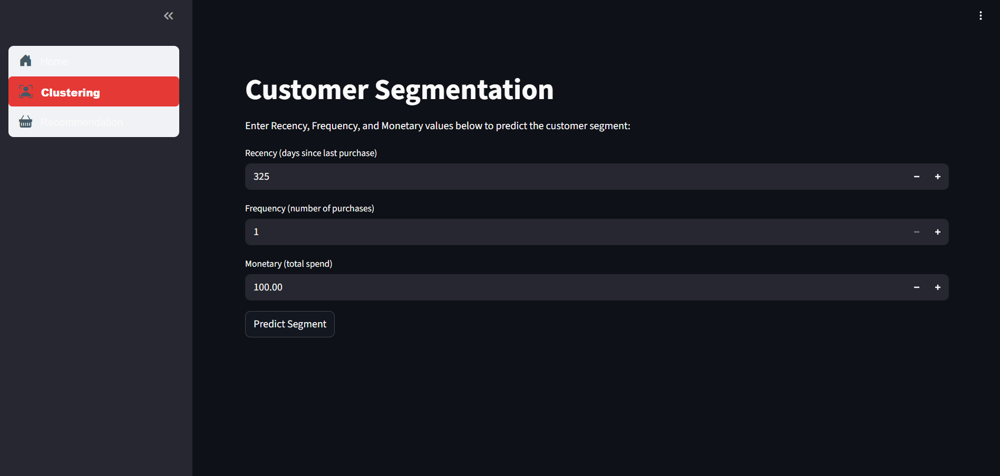 Home
Clustering
Recommendation
Customer Segmentation
Enter Recency, Frequency, and Monetary values below to predict the customer segment:
Recency (days since last purchase)
325
Frequency (number of purchases)
1
Monetary (total spend)
100.00
Predict Segment